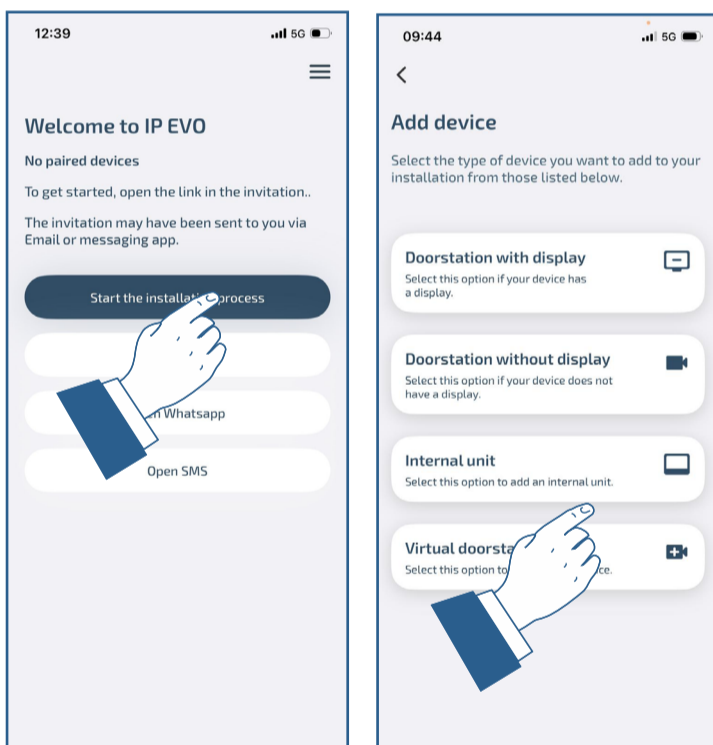 12:39
5G
Welcome to IP EVO
No paired devices
To get started, open the link in the invitation..
The invitation may have been sent to you via
Email or messaging app.
Start the installation process
Whatsapp
Open SMS
09:44
5G
Add device
Select the type of device you want to add to your
installation from those listed below.
Doorstation with display
Select this option if your device has
a display.
Doorstation without display
Select this option if your device does not
have a display.
Internal unit
Select this option to add an internal unit.
Virtual
Select this option to